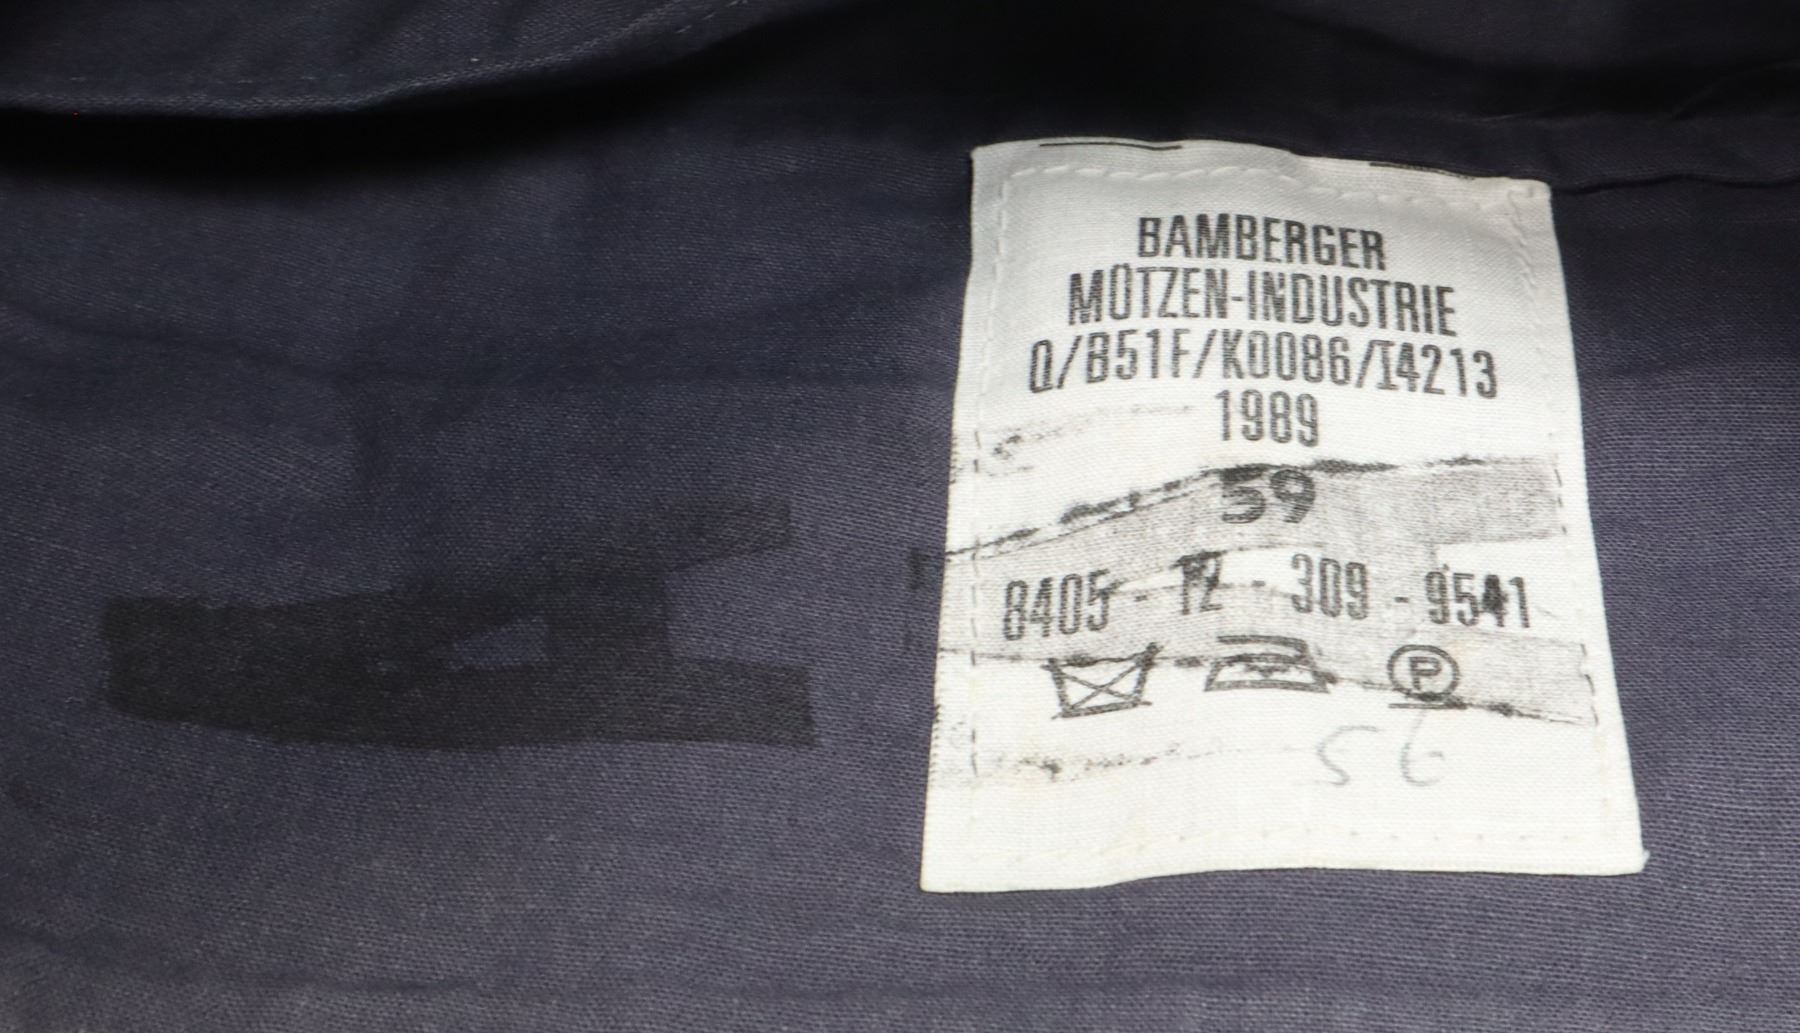 BAMBERGER
MÜTZEN-INDUSTRIE
Q/B51F/K0086/I4213
1989
59
8405-12-309-9541
P
56